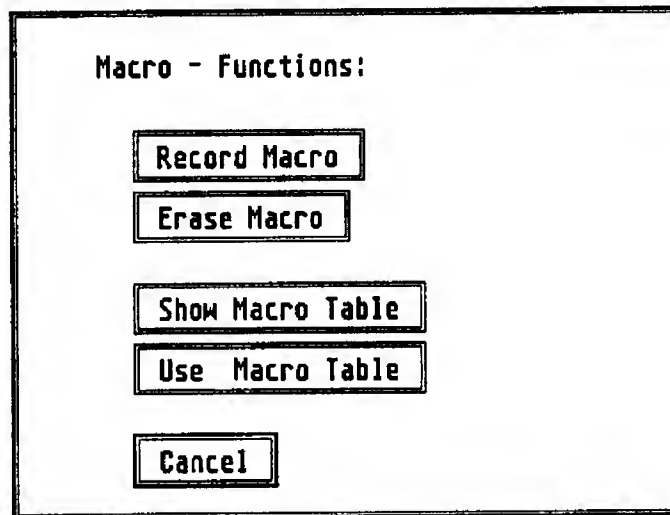 Macro - Functions:
Record Macro
Erase Macro
Show Macro Table
Use  Macro Table
Cancel